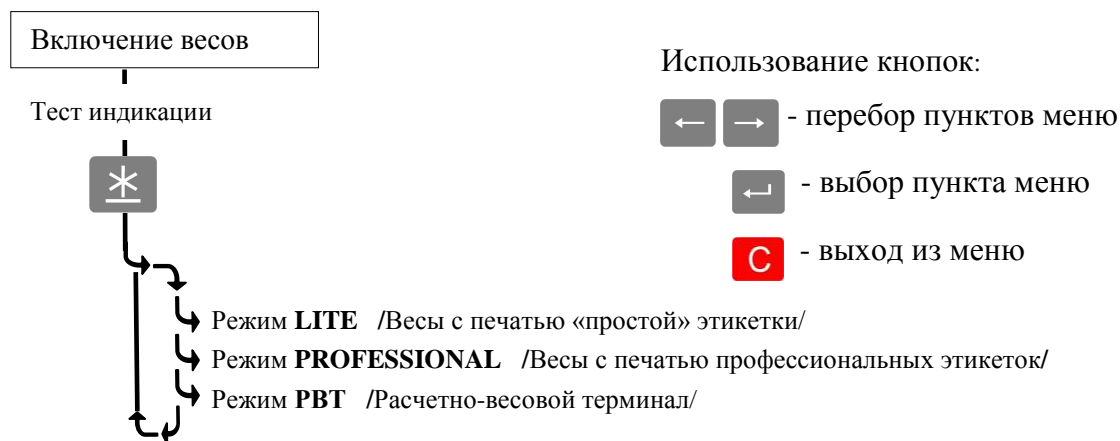 Включение весов
Тест индикации
Использование кнопок:
- перебор пунктов меню
- выбор пункта меню
C - выход из меню
Режим LITE /Весы с печатью «простой» этикетки/
Режим PROFESSIONAL /Весы с печатью профессиональных этикеток/
Режим РВТ /Расчетно-весовой терминал/